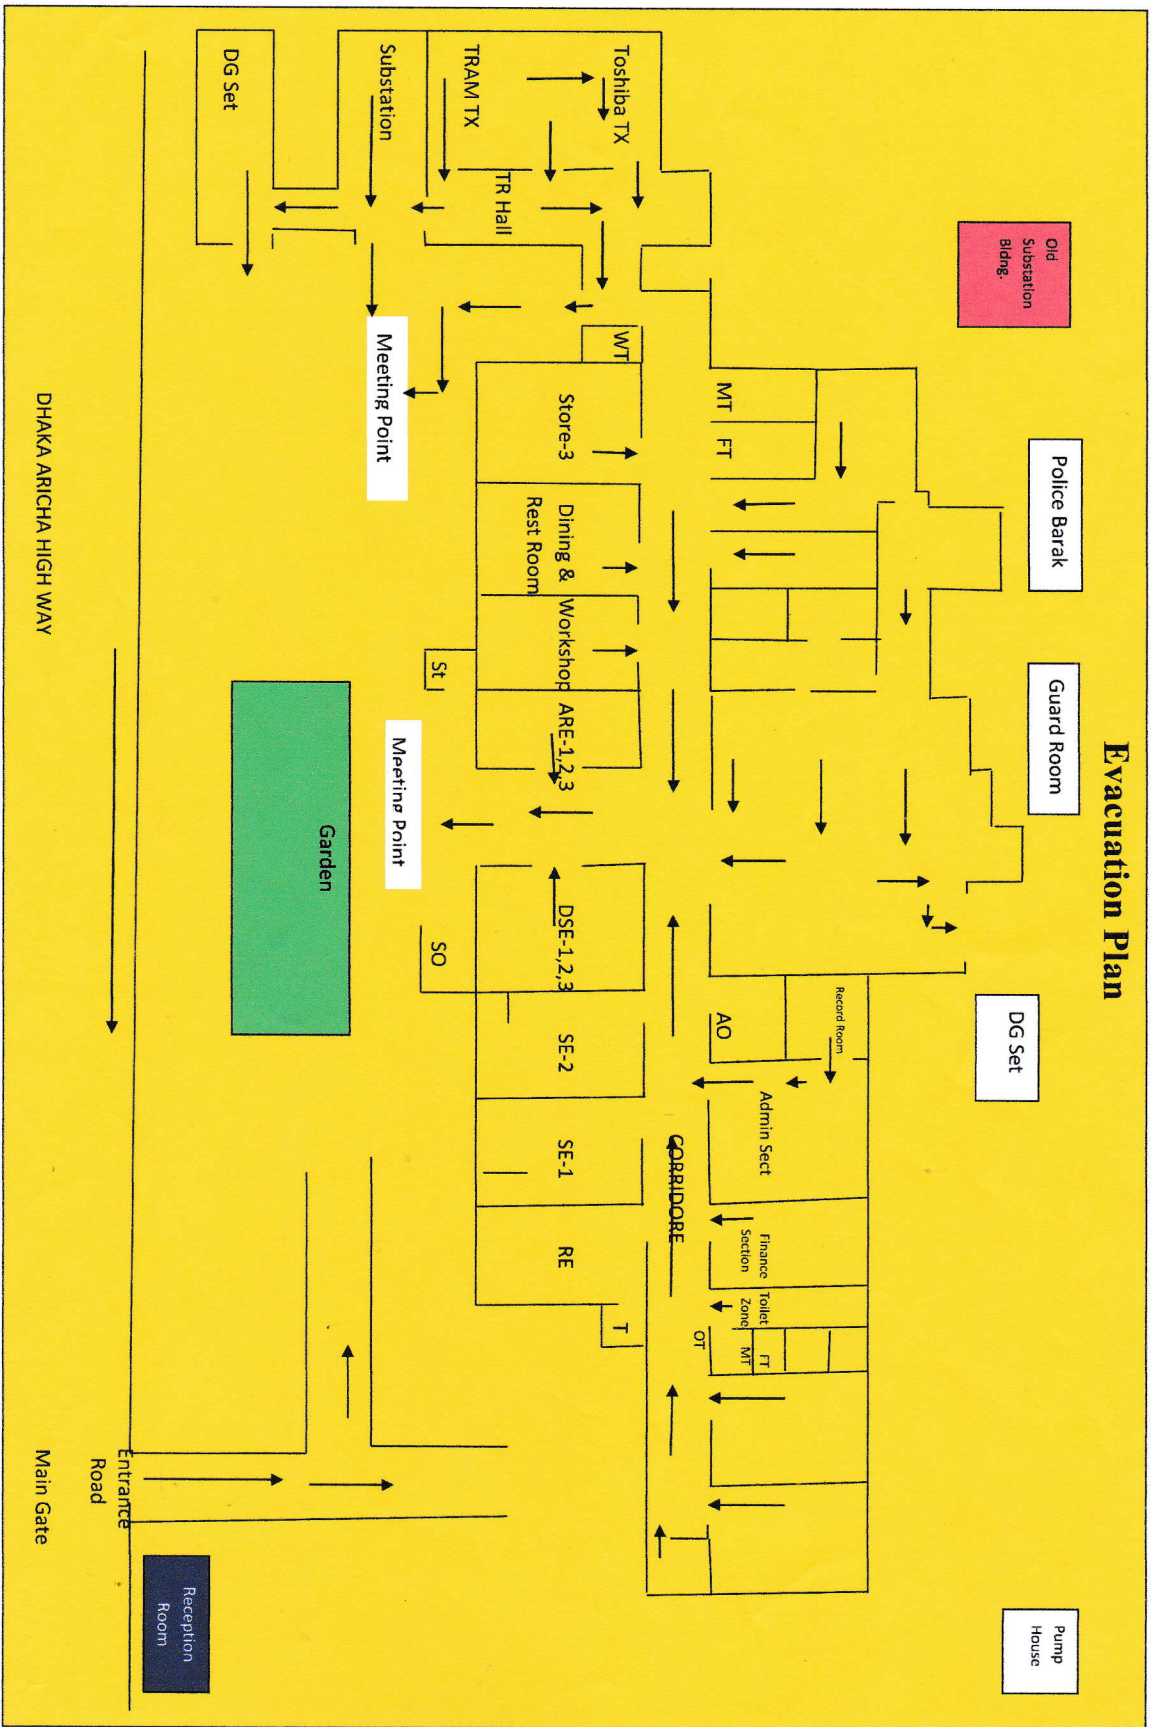 Evacuation Plan
Old
Substation
Bldng.
Police Barak
Guard Room
DG Set
Pump
House
Toshiba TX
TRAM TX
Substation
DG Set
TR Hall
WT
MT
FT
Store-3
Dining &
Rest Room
Workshop
ARE-1,2,3
DSE-1,2,3
SE-2
SE-1
RE
T
St
SO
Record Room
AO
Admin Sect
CORRIDORE
Finance
Section
Toilet
Zone
FT
MT
OT
Meeting Point
Meeting Point
Garden
DHAKA ARICHA HIGH WAY
Entrance
Road
Main Gate
Reception
Room